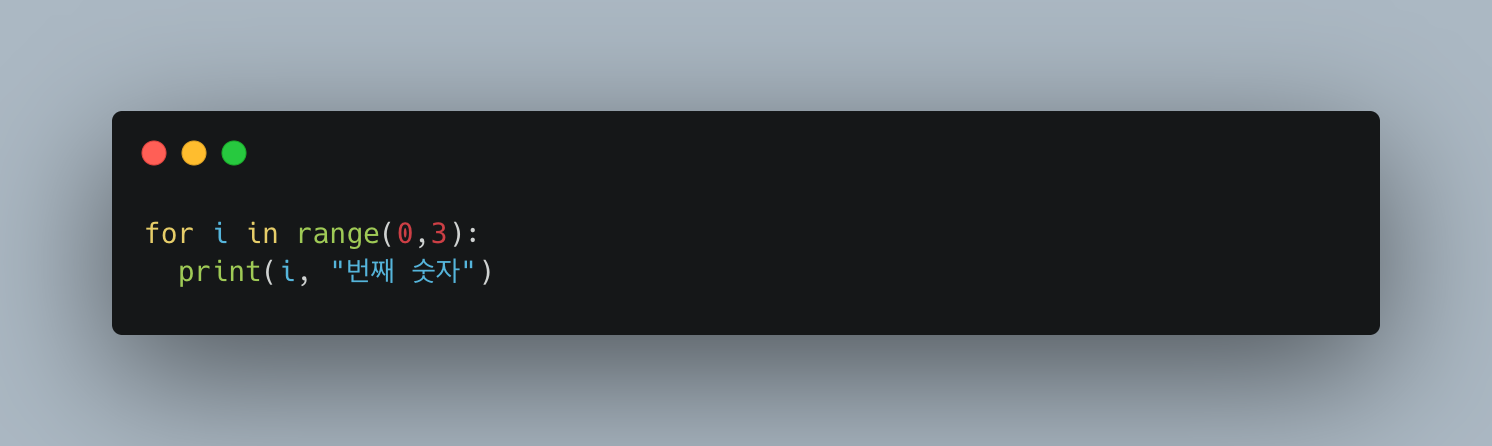 for i in range(0,3):
  print(i, "번째 숫자")